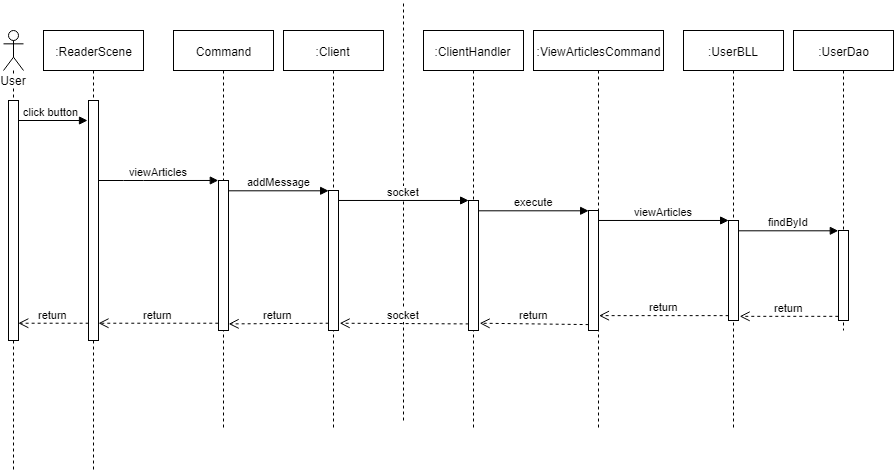 :ReaderScene
Command
:Client
:ClientHandler
:ViewArticlesCommand
:UserBLL
:UserDao
User
click button
viewArticles
addMessage
socket
execute
viewArticles
findById
return
return
return
socket
return
return
return